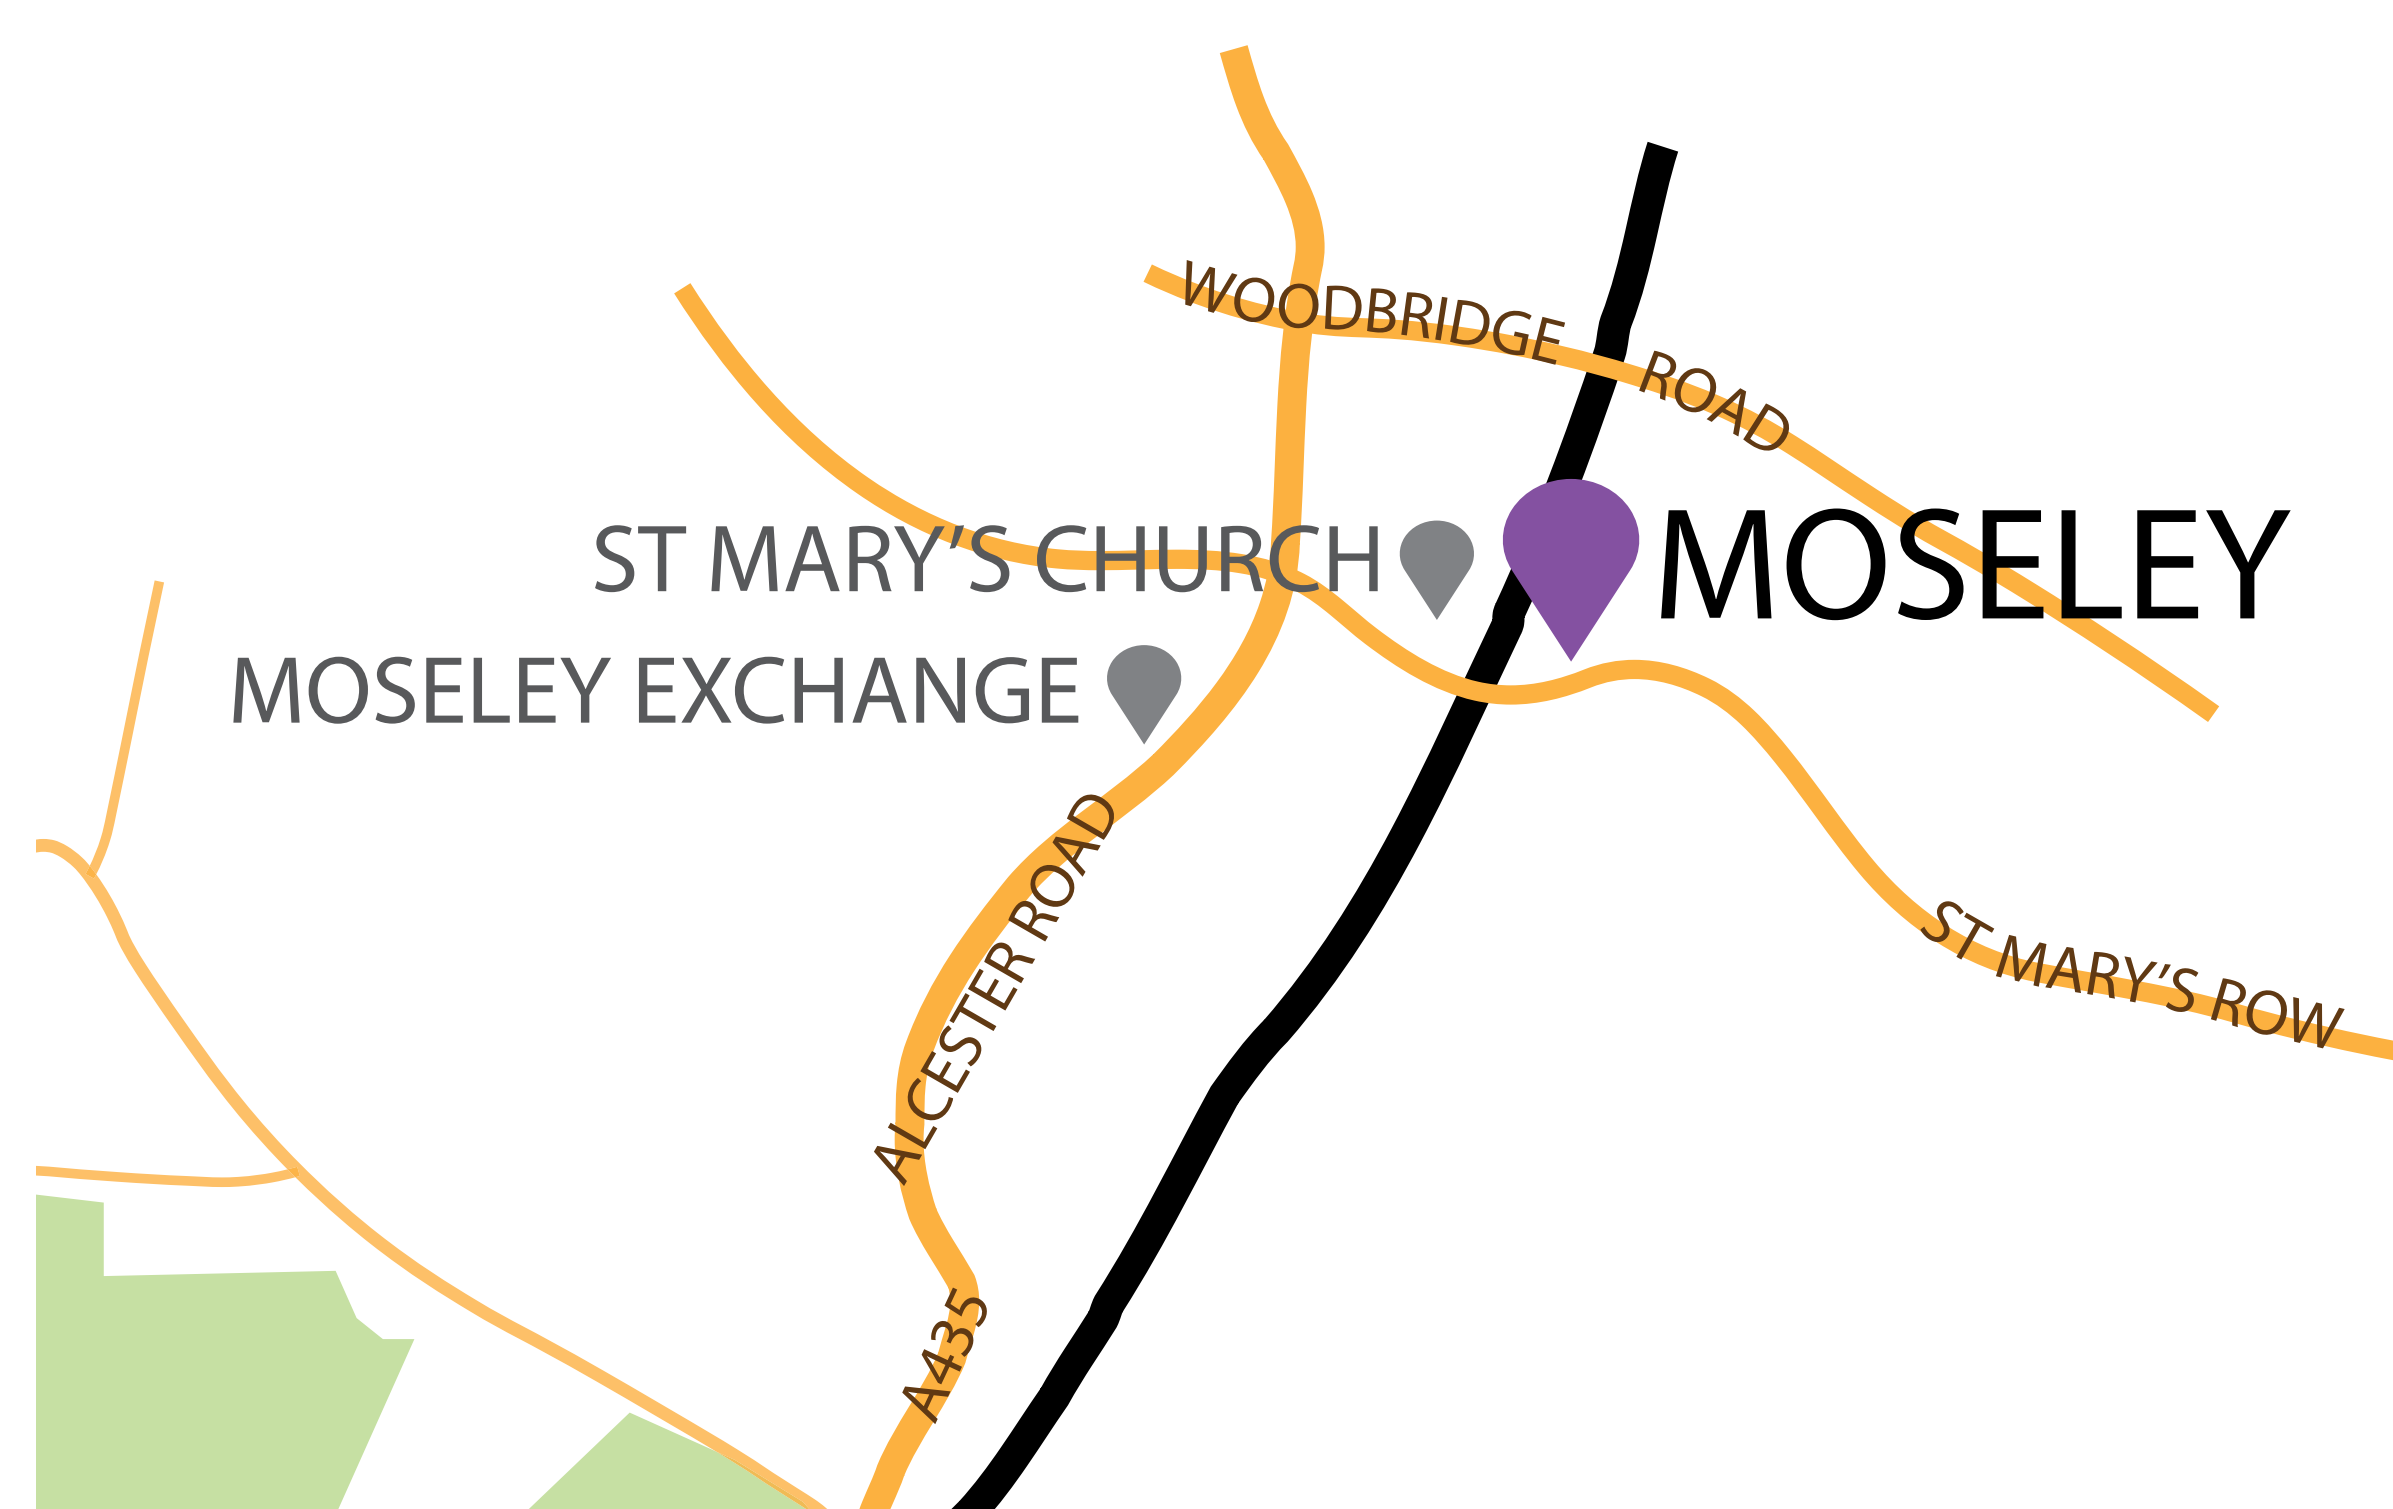 WOODBRIDGE ROAD
ST MARY'S CHURCH
MOSELEY
MOSELEY EXCHANGE
ALCESTER ROAD
ST MARY'S ROW
A435